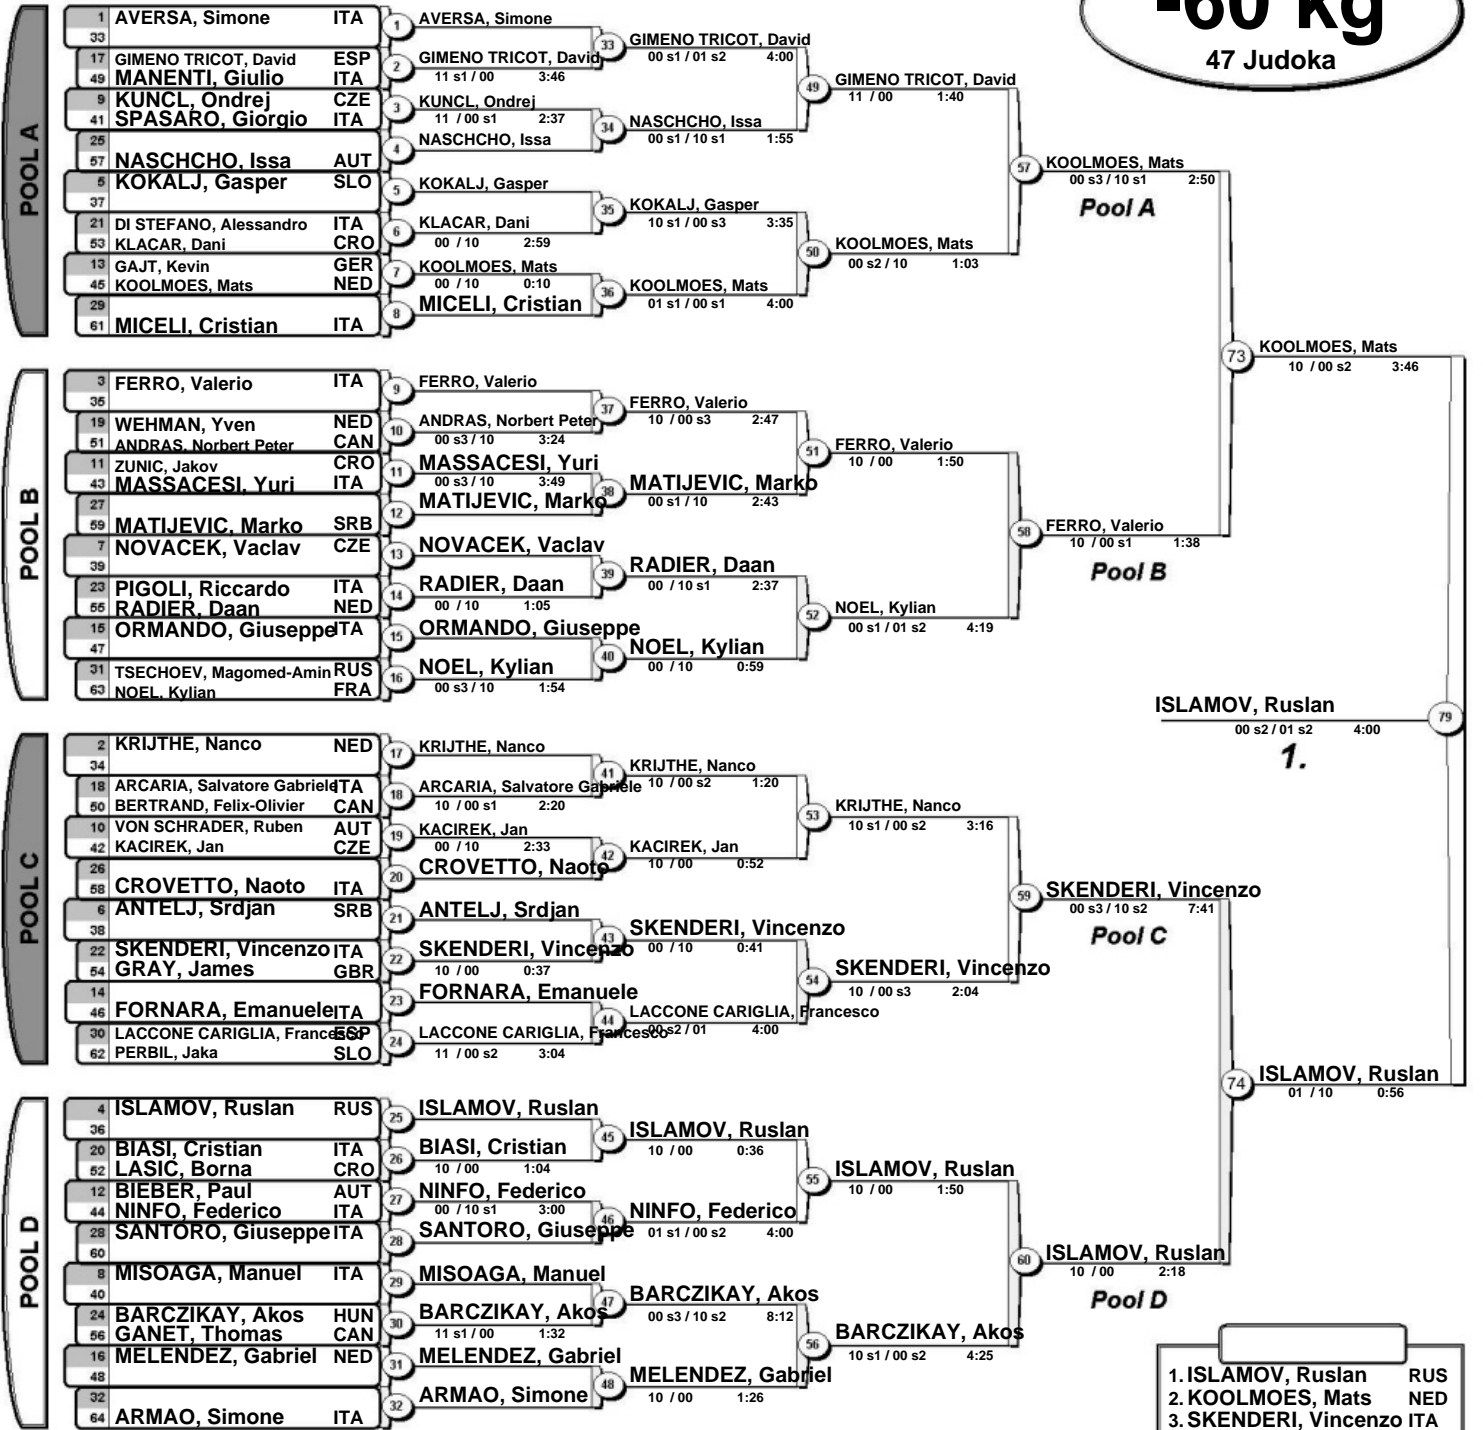 -60 kg
47 Judoka
POOL A
1 AVERSA, Simone ITA
33
17 GIMENO TRICOT, David ESP
49 MANENTI, Giulio ITA
9 KUNCL, Ondrej CZE
41 SPASARO, Giorgio ITA
25
57 NASCHCHO, Issa AUT
5 KOKALJ, Gasper SLO
37
21 DI STEFANO, Alessandro ITA
53 KLACAR, Dani CRO
13 GAJT, Kevin GER
45 KOOLMOES, Mats NED
29
61 MICELI, Cristian ITA
1 AVERSA, Simone
2 GIMENO TRICOT, David
11 s1 / 00 3:46
3 KUNCL, Ondrej
11 / 00 s1 2:37
4 NASCHCHO, Issa
5 KOKALJ, Gasper
6 KLACAR, Dani
00 / 10 2:59
7 KOOLMOES, Mats
00 / 10 0:10
8 MICELI, Cristian
33 GIMENO TRICOT, David
00 s1 / 01 s2 4:00
34 NASCHCHO, Issa
00 s1 / 10 s1 1:55
35 KOKALJ, Gasper
10 s1 / 00 s3 3:35
36 KOOLMOES, Mats
01 s1 / 00 s1 4:00
49 GIMENO TRICOT, David
11 / 00 1:40
50 KOOLMOES, Mats
00 s2 / 10 1:03
57 KOOLMOES, Mats
00 s3 / 10 s1 2:50
Pool A
POOL B
3 FERRO, Valerio ITA
35
19 WEHMAN, Yven NED
51 ANDRAS, Norbert Peter CAN
11 ZUNIC, Jakov CRO
43 MASSACESI, Yuri ITA
27
59 MATIJEVIC, Marko SRB
7 NOVACEK, Vaclav CZE
39
23 PIGOLI, Riccardo ITA
55 RADIER, Daan NED
15 ORMANDO, Giuseppe ITA
47
31 TSECHOEV, Magomed-Amin RUS
63 NOEL, Kylian FRA
9 FERRO, Valerio
10 ANDRAS, Norbert Peter
00 s3 / 10 3:24
11 MASSACESI, Yuri
00 s3 / 10 3:49
12 MATIJEVIC, Marko
13 NOVACEK, Vaclav
14 RADIER, Daan
00 / 10 1:05
15 ORMANDO, Giuseppe
16 NOEL, Kylian
00 s3 / 10 1:54
37 FERRO, Valerio
10 / 00 s3 2:47
38 MATIJEVIC, Marko
00 s1 / 10 2:43
39 RADIER, Daan
00 / 10 s1 2:37
40 NOEL, Kylian
00 / 10 0:59
51 FERRO, Valerio
10 / 00 1:50
52 NOEL, Kylian
00 s1 / 01 s2 4:19
58 FERRO, Valerio
10 / 00 s1 1:38
Pool B
73 KOOLMOES, Mats
10 / 00 s2 3:46
ISLAMOV, Ruslan 79
00 s2 / 01 s2 4:00
1.
POOL C
2 KRIJTHE, Nanco NED
34
18 ARCARIA, Salvatore Gabriele ITA
50 BERTRAND, Felix-Olivier CAN
10 VON SCHRADER, Ruben AUT
42 KACIREK, Jan CZE
26
58 CROVETTO, Naoto ITA
6 ANTELJ, Srdjan SRB
38
22 SKENDERI, Vincenzo ITA
54 GRAY, James GBR
14
46 FORNARA, Emanuele ITA
30 LACCONE CARIGLIA, Francesco ESP
62 PERBIL, Jaka SLO
17 KRIJTHE, Nanco
18 ARCARIA, Salvatore Gabriele
10 / 00 s1 2:20
19 KACIREK, Jan
00 / 10 2:33
20 CROVETTO, Naoto
21 ANTELJ, Srdjan
22 SKENDERI, Vincenzo
10 / 00 0:37
23 FORNARA, Emanuele
24 LACCONE CARIGLIA, Francesco
11 / 00 s2 3:04
41 KRIJTHE, Nanco
10 / 00 s2 1:20
42 KACIREK, Jan
10 / 00 0:52
43 SKENDERI, Vincenzo
00 / 10 0:41
44 LACCONE CARIGLIA, Francesco
00 s2 / 01 4:00
53 KRIJTHE, Nanco
10 s1 / 00 s2 3:16
54 SKENDERI, Vincenzo
10 / 00 s3 2:04
59 SKENDERI, Vincenzo
00 s3 / 10 s2 7:41
Pool C
74 ISLAMOV, Ruslan
01 / 10 0:56
POOL D
4 ISLAMOV, Ruslan RUS
36
20 BIASI, Cristian ITA
52 LASIC, Borna CRO
12 BIEBER, Paul AUT
44 NINFO, Federico ITA
28 SANTORO, Giuseppe ITA
60
8 MISOAGA, Manuel ITA
40
24 BARCZIKAY, Akos HUN
56 GANET, Thomas CAN
16 MELENDEZ, Gabriel NED
48
32
64 ARMAO, Simone ITA
25 ISLAMOV, Ruslan
26 BIASI, Cristian
10 / 00 1:04
27 NINFO, Federico
00 / 10 s1 3:00
28 SANTORO, Giuseppe
29 MISOAGA, Manuel
30 BARCZIKAY, Akos
11 s1 / 00 1:32
31 MELENDEZ, Gabriel
32 ARMAO, Simone
45 ISLAMOV, Ruslan
10 / 00 0:36
46 NINFO, Federico
01 s1 / 00 s2 4:00
47 BARCZIKAY, Akos
00 s3 / 10 s2 8:12
48 MELENDEZ, Gabriel
10 / 00 1:26
55 ISLAMOV, Ruslan
10 / 00 1:50
56 BARCZIKAY, Akos
10 s1 / 00 s2 4:25
60 ISLAMOV, Ruslan
10 / 00 2:18
Pool D
1. ISLAMOV, Ruslan RUS
2. KOOLMOES, Mats NED
3. SKENDERI, Vincenzo ITA